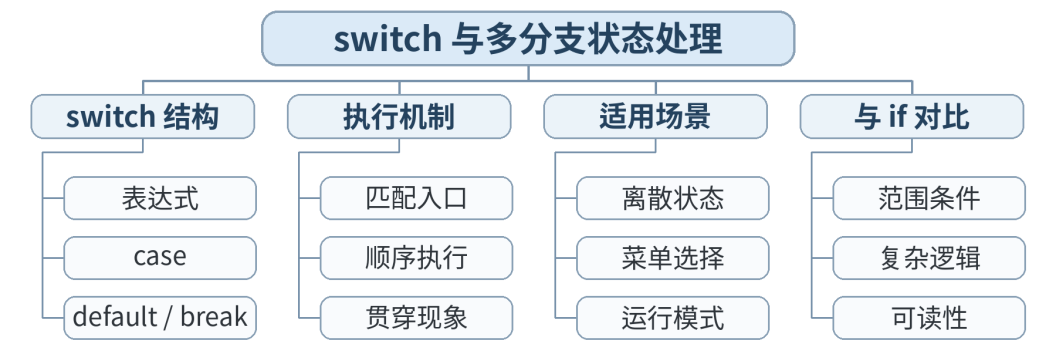 switch 与多分支状态处理
switch 结构
表达式
case
default / break
执行机制
匹配入口
顺序执行
贯穿现象
适用场景
离散状态
菜单选择
运行模式
与 if 对比
范围条件
复杂逻辑
可读性